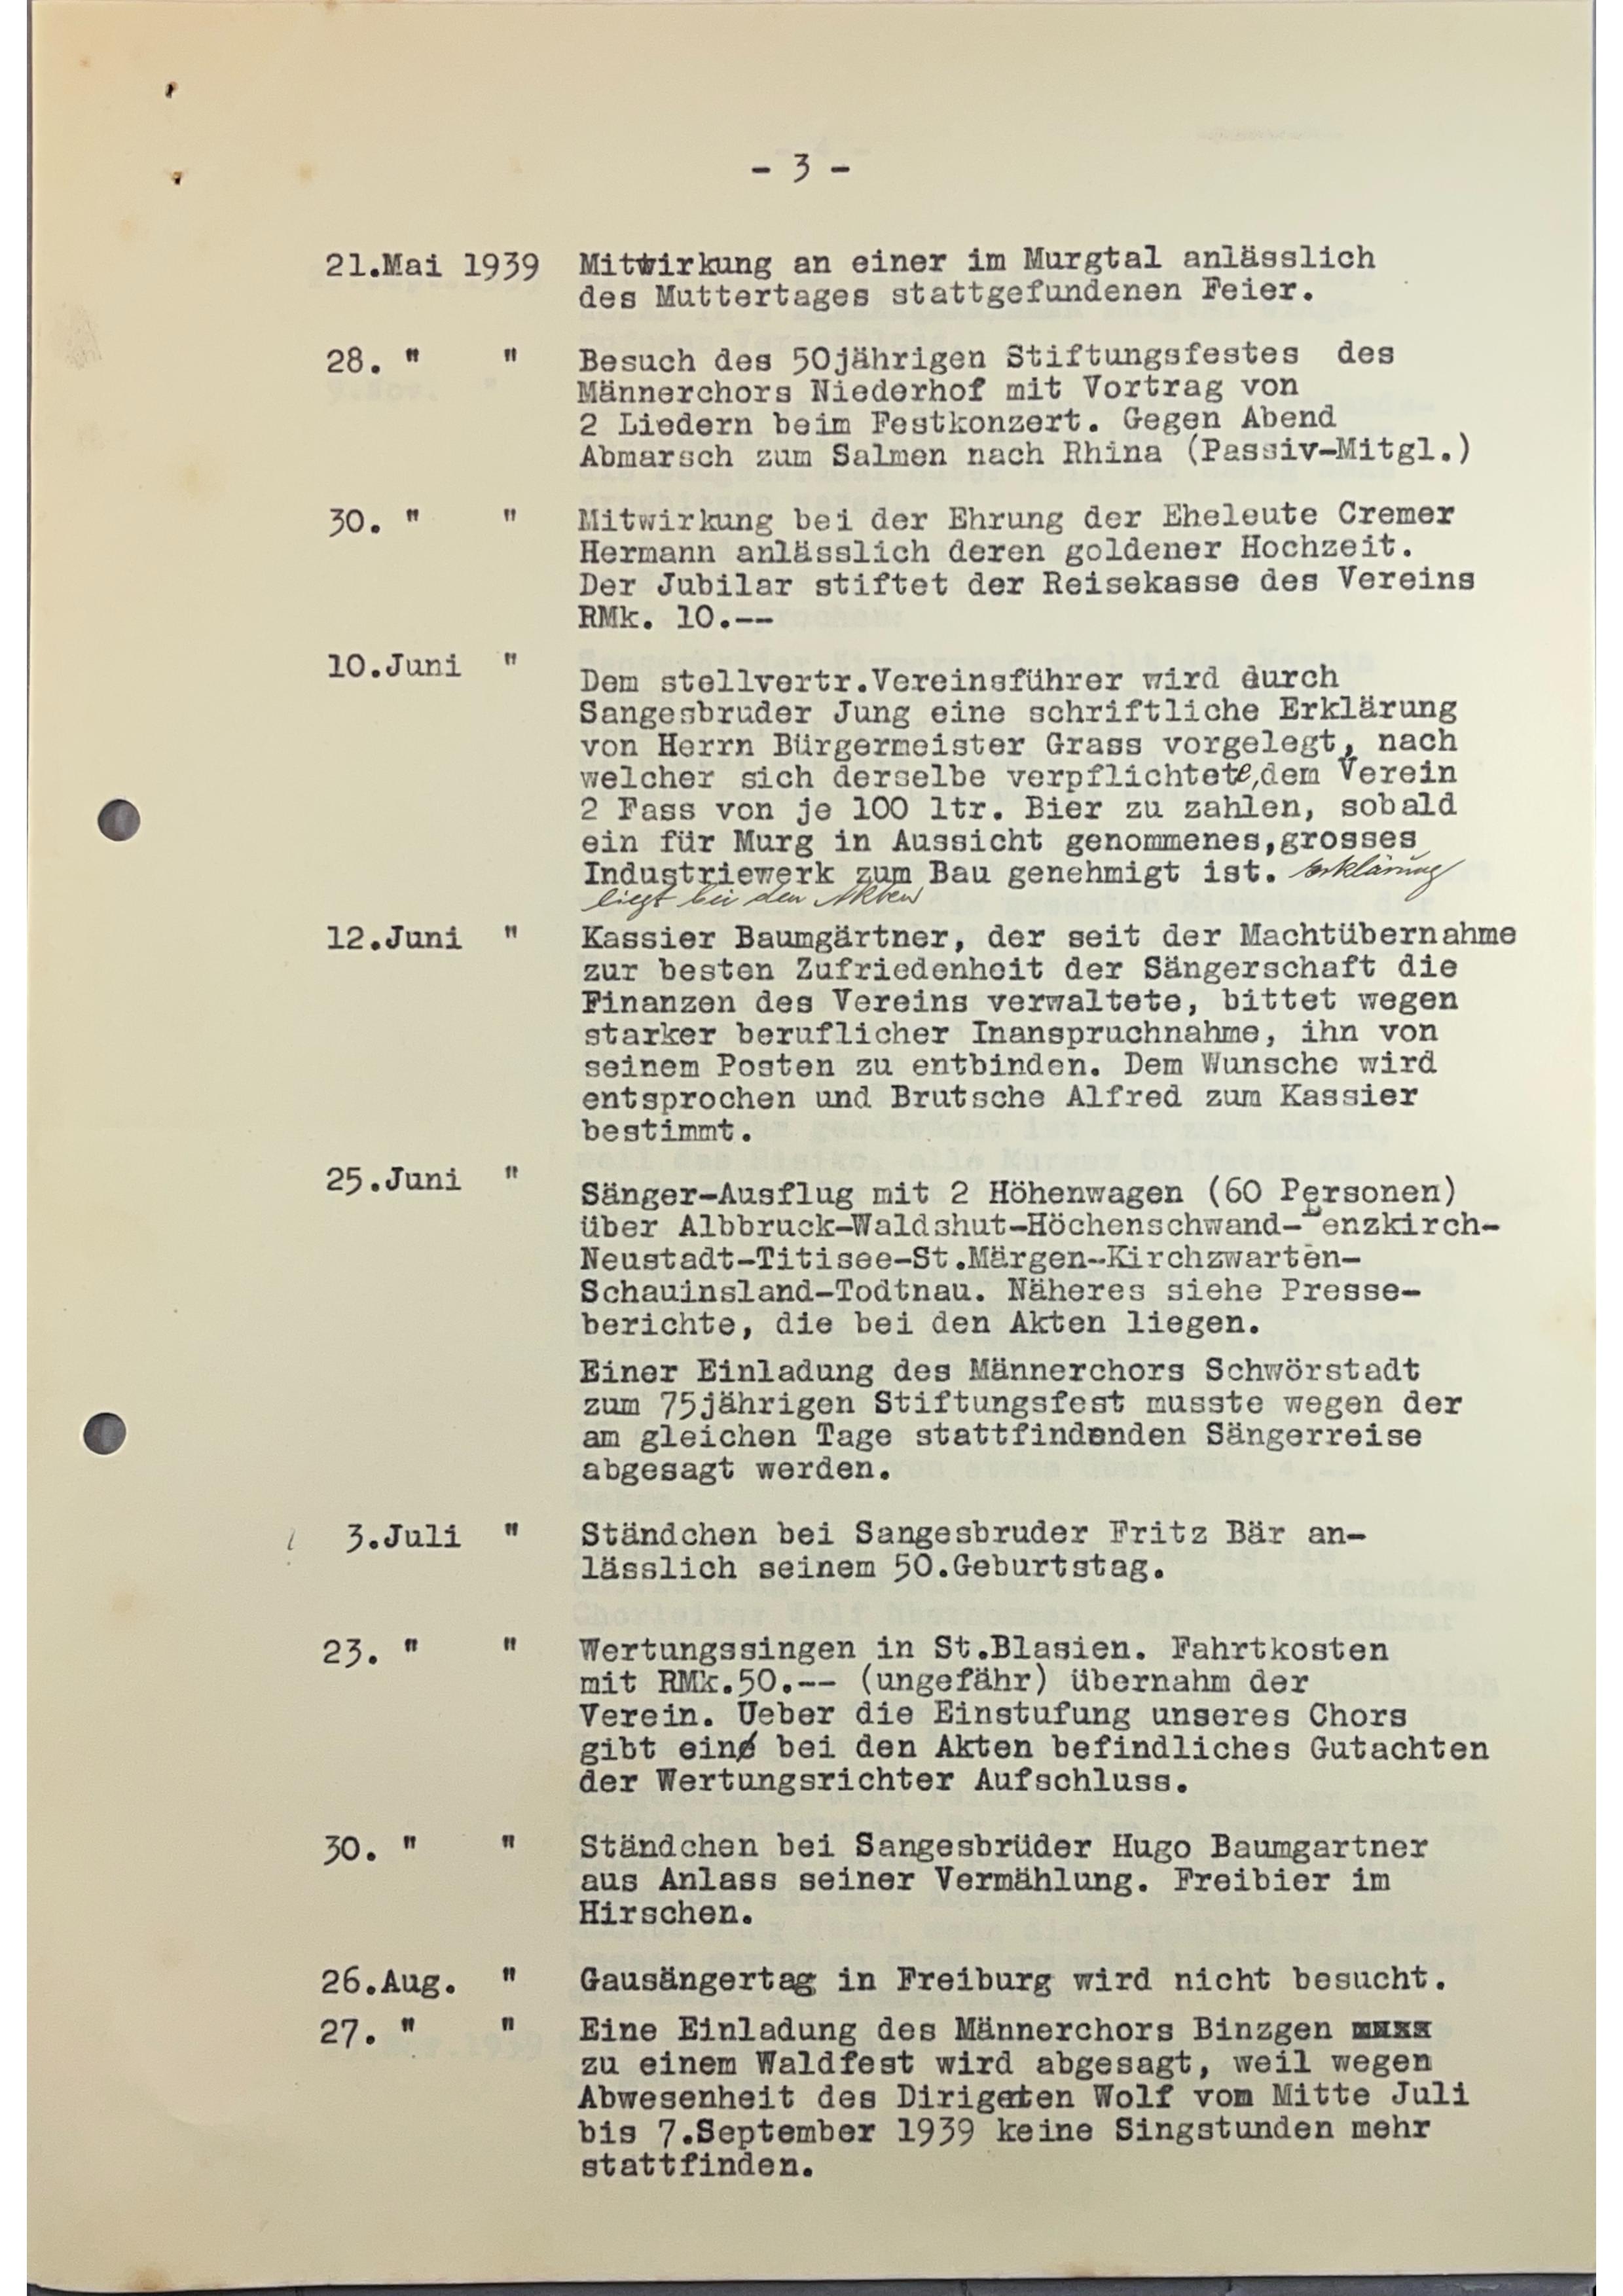 - 3 -
21.Mai 1939 Mitwirkung an einer im Murgtal anlässlich
des Muttertages stattgefundenen Feier.
28. " " Besuch des 50jährigen Stiftungsfestes des
Männerchors Niederhof mit Vortrag von
2 Liedern beim Festkonzert. Gegen Abend
Abmarsch zum Salmen nach Rhina (Passiv-Mitgl.)
30. " " Mitwirkung bei der Ehrung der Eheleute Cremer
Hermann anlässlich deren goldener Hochzeit.
Der Jubilar stiftet der Reisekasse des Vereins
RMk. 10.--
10.Juni "
Dem stellvertr.Vereinsführer wird durch
Sangesbruder Jung eine schriftliche Erklärung
von Herrn Bürgermeister Grass vorgelegt, nach
welcher sich derselbe verpflichtete, dem Verein
2 Fass von je 100 ltr. Bier zu zahlen, sobald
ein für Murg in Aussicht genommenes,grosses
Industriewerk zum Bau genehmigt ist. Erklärung
liegt bei den Akten
12.Juni " Kassier Baumgärtner, der seit der Machtübernahme
zur besten Zufriedenheit der Sängerschaft die
Finanzen des Vereins verwaltete, bittet wegen
starker beruflicher Inanspruchnahme, ihn von
seinem Posten zu entbinden. Dem Wunsche wird
entsprochen und Brutsche Alfred zum Kassier
bestimmt.
25.Juni "
Sänger-Ausflug mit 2 Höhenwagen (60 Personen)
über Albbruck-Waldshut-Höchenschwand-Lenzkirch-
Neustadt-Titisee-St.Märgen-Kirchzwarten-
Schauinsland-Todtnau. Näheres siehe Presse-
berichte, die bei den Akten liegen.
Einer Einladung des Männerchors Schwörstadt
zum 75jährigen Stiftungsfest musste wegen der
am gleichen Tage stattfindenden Sängerreise
abgesagt werden.
3.Juli " Ständchen bei Sangesbruder Fritz Bär an-
lässlich seinem 50.Geburtstag.
23. " " Wertungssingen in St.Blasien. Fahrtkosten
mit RMk.50.-- (ungefähr) übernahm der
Verein. Ueber die Einstufung unseres Chors
gibt ein bei den Akten befindliches Gutachten
der Wertungsrichter Aufschluss.
30. " " Ständchen bei Sangesbrüder Hugo Baumgartner
aus Anlass seiner Vermählung. Freibier im
Hirschen.
26.Aug. " Gausängertag in Freiburg wird nicht besucht.
27. " " Eine Einladung des Männerchors Binzgen
zu einem Waldfest wird abgesagt, weil wegen
Abwesenheit des Dirigeten Wolf von Mitte Juli
bis 7.September 1939 keine Singstunden mehr
stattfinden.